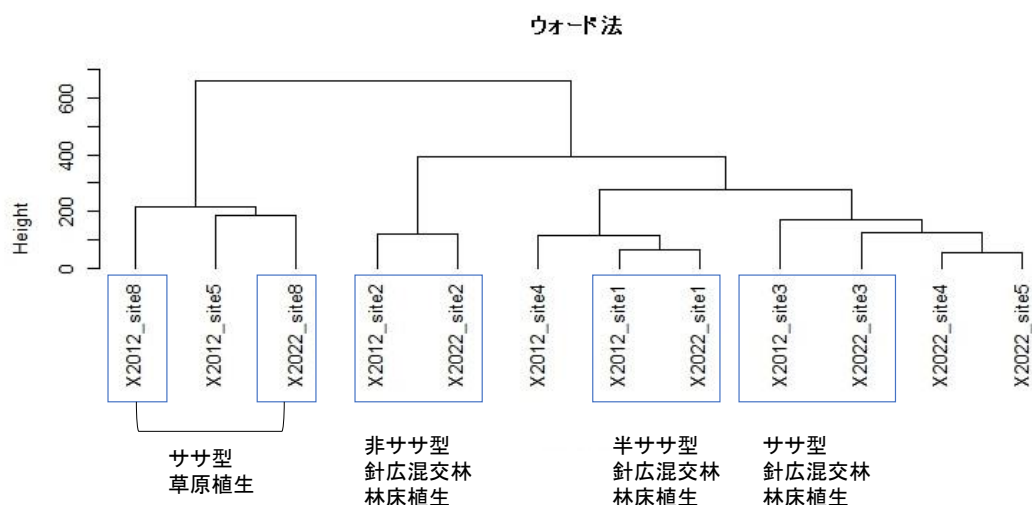 ウォード法
600
400
200
0
Height
X2012_site8
X2012_site5
X2022_site8
X2012_site2
X2022_site2
X2012_site4
X2012_site1
X2022_site1
X2012_site3
X2022_site3
X2022_site4
X2022_site5
ササ型
草原植生
非ササ型
針広混交林
林床植生
半ササ型
針広混交林
林床植生
ササ型
針広混交林
林床植生